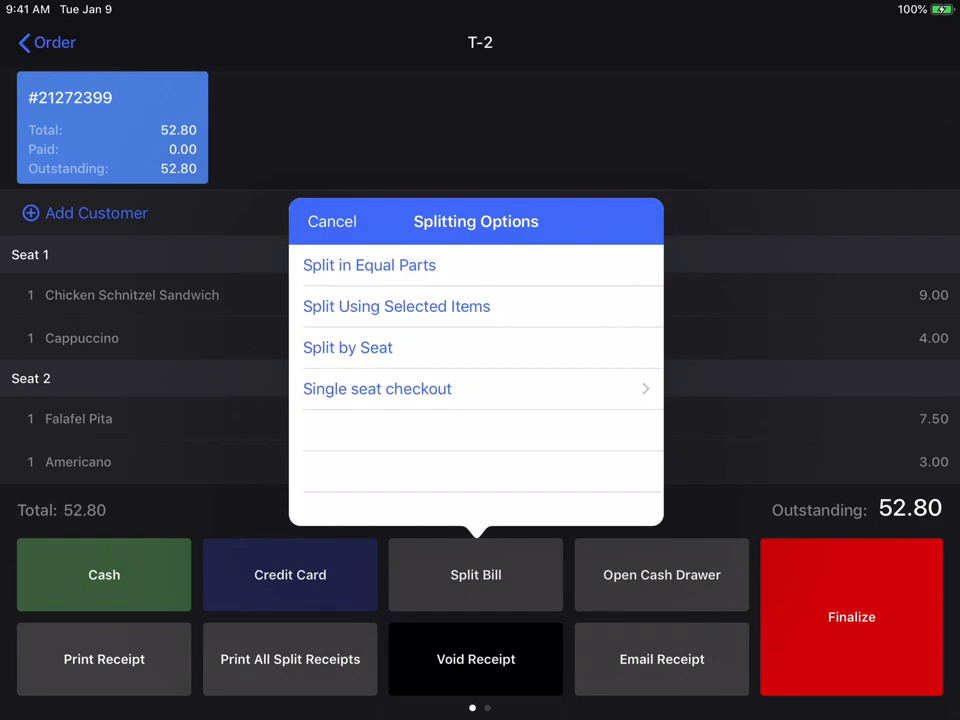 9:41 AM Tue Jan 9 100%
Order T-2
#21272399
Total: 52.80
Paid: 0.00
Outstanding: 52.80
Add Customer
Cancel Splitting Options
Split in Equal Parts
Split Using Selected Items
Split by Seat
Single seat checkout
Seat 1
1 Chicken Schnitzel Sandwich 9.00
1 Cappuccino 4.00
Seat 2
1 Falafel Pita 7.50
1 Americano 3.00
Total: 52.80 Outstanding: 52.80
Cash Credit Card Split Bill Open Cash Drawer
Finalize
Print Receipt Print All Split Receipts Void Receipt Email Receipt